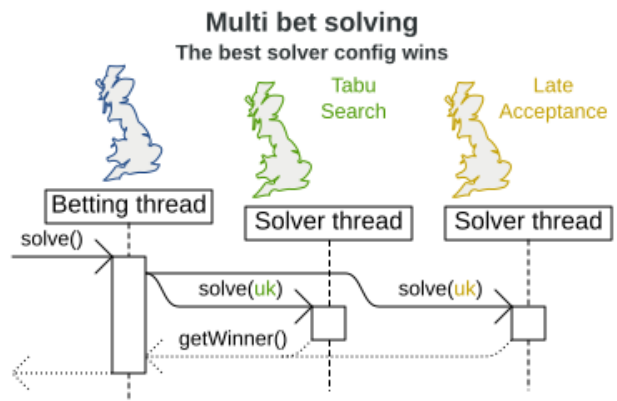 Multi bet solving
The best solver config wins
Tabu
Search
Late
Acceptance
Betting thread
Solver thread
Solver thread
solve()
solve(uk)
solve(uk)
getWinner()